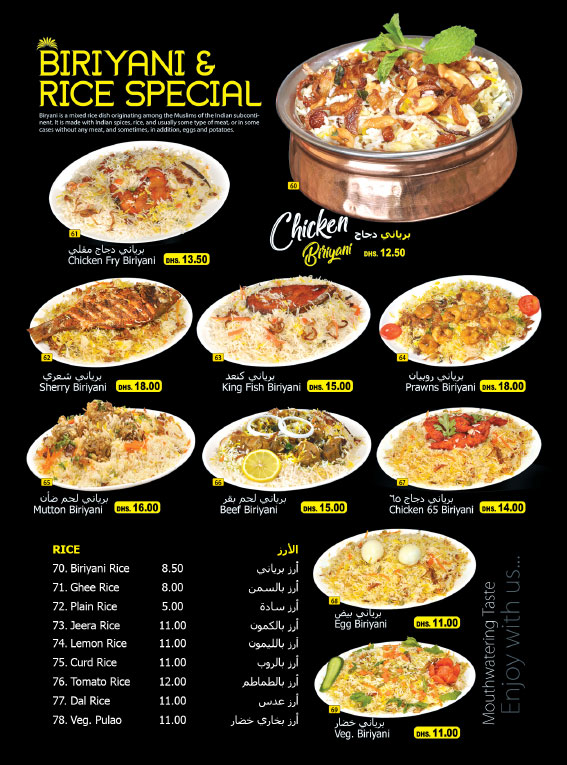 BIRIYANI &
RICE SPECIAL
Biryani is a mixed rice dish originating among the Muslims of the Indian subconti-
nent. It is made with Indian spices, rice, and usually some type of meat, or in some
cases without any meat, and sometimes, in addition, eggs and potatoes.
60
Chicken
Biriyani
برياني دجاج
DHS. 12.50
61
برياني دجاج مقلي
Chicken Fry Biriyani DHS. 13.50
62
برياني شعري
Sherry Biriyani DHS. 18.00
63
برياني كنعد
King Fish Biriyani DHS. 15.00
64
برياني روبيان
Prawns Biriyani DHS. 18.00
65
برياني لحم ضأن
Mutton Biriyani DHS. 16.00
66
برياني لحم بقر
Beef Biriyani DHS. 15.00
67
برياني دجاج ٦٥
Chicken 65 Biriyani DHS. 14.00
RICE الأرز
70. Biriyani Rice 8.50 أرز برياني
71. Ghee Rice 8.00 أرز بالسمن
72. Plain Rice 5.00 أرز سادة
73. Jeera Rice 11.00 أرز بالكمون
74. Lemon Rice 11.00 أرز بالليمون
75. Curd Rice 11.00 أرز بالروب
76. Tomato Rice 12.00 أرز بالطماطم
77. Dal Rice 11.00 أرز عدس
78. Veg. Pulao 11.00 أرز بخاري خضار
68
برياني بيض
Egg Biriyani DHS. 11.00
69
برياني خضار
Veg. Biriyani DHS. 11.00
Mouthwatering Taste
Enjoy with us...